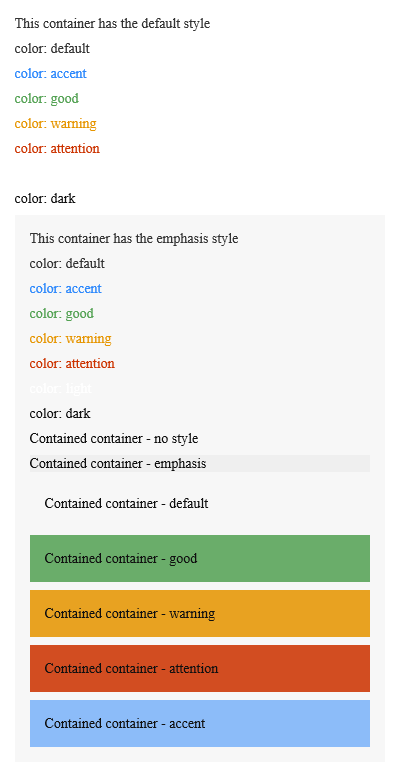 This container has the default style
color: default
color: accent
color: good
color: warning
color: attention
color: dark
This container has the emphasis style
color: default
color: accent
color: good
color: warning
color: attention
color: light
color: dark
Contained container - no style
Contained container - emphasis
Contained container - default
Contained container - good
Contained container - warning
Contained container - attention
Contained container - accent